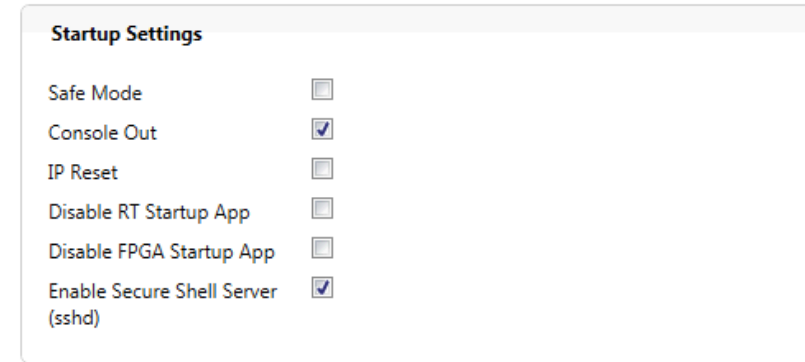 Startup Settings
Safe Mode
Console Out
IP Reset
Disable RT Startup App
Disable FPGA Startup App
Enable Secure Shell Server
(sshd)